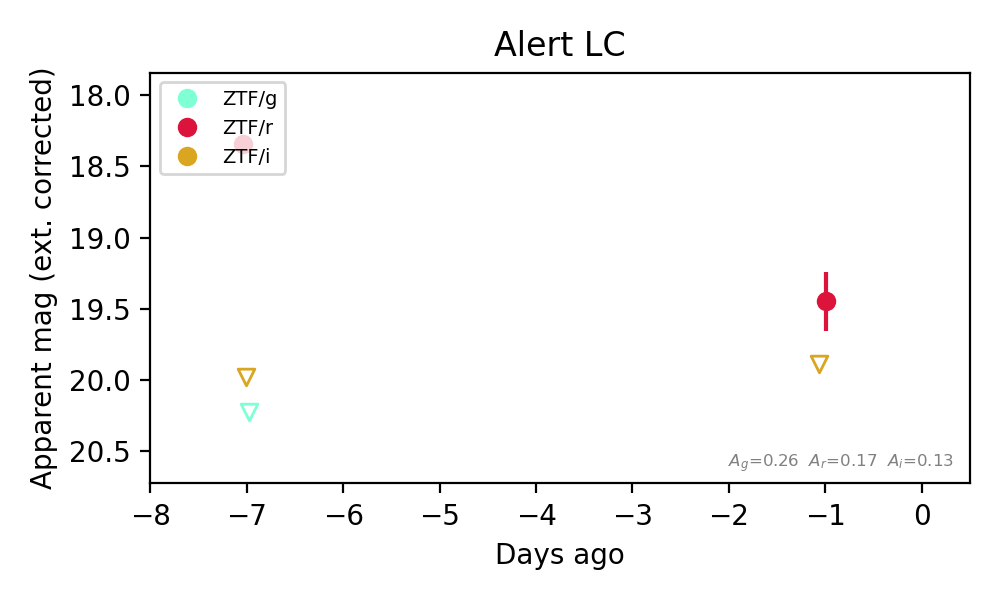 Alert LC
Apparent mag (ext. corrected)
18.0
18.5
19.0
19.5
20.0
20.5
ZTF/g
ZTF/r
ZTF/i
A_g=0.26 A_r=0.17 A_i=0.13
−8 −7 −6 −5 −4 −3 −2 −1 0
Days ago